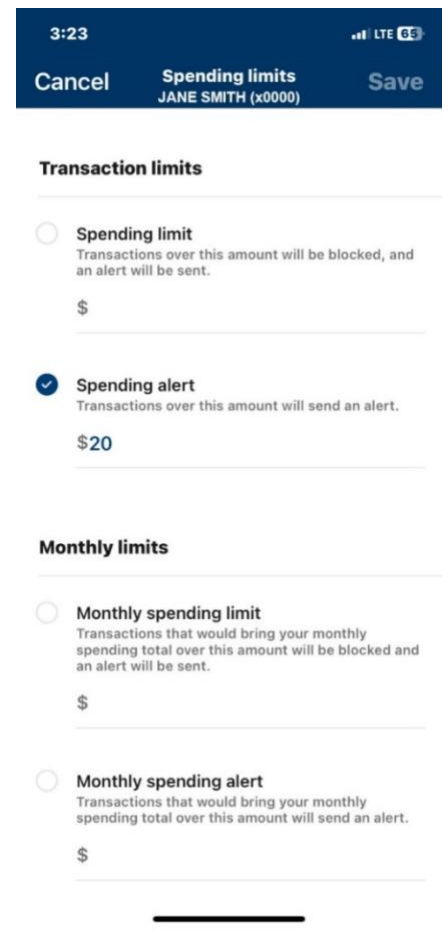 3:23
LTE 65
Cancel
Spending limits
Save
JANE SMITH (x0000)
Transaction limits
Spending limit
Transactions over this amount will be blocked, and
an alert will be sent.
$
Spending alert
Transactions over this amount will send an alert.
$20
Monthly limits
Monthly spending limit
Transactions that would bring your monthly
spending total over this amount will be blocked and
an alert will be sent.
$
Monthly spending alert
Transactions that would bring your monthly
spending total over this amount will send an alert.
$